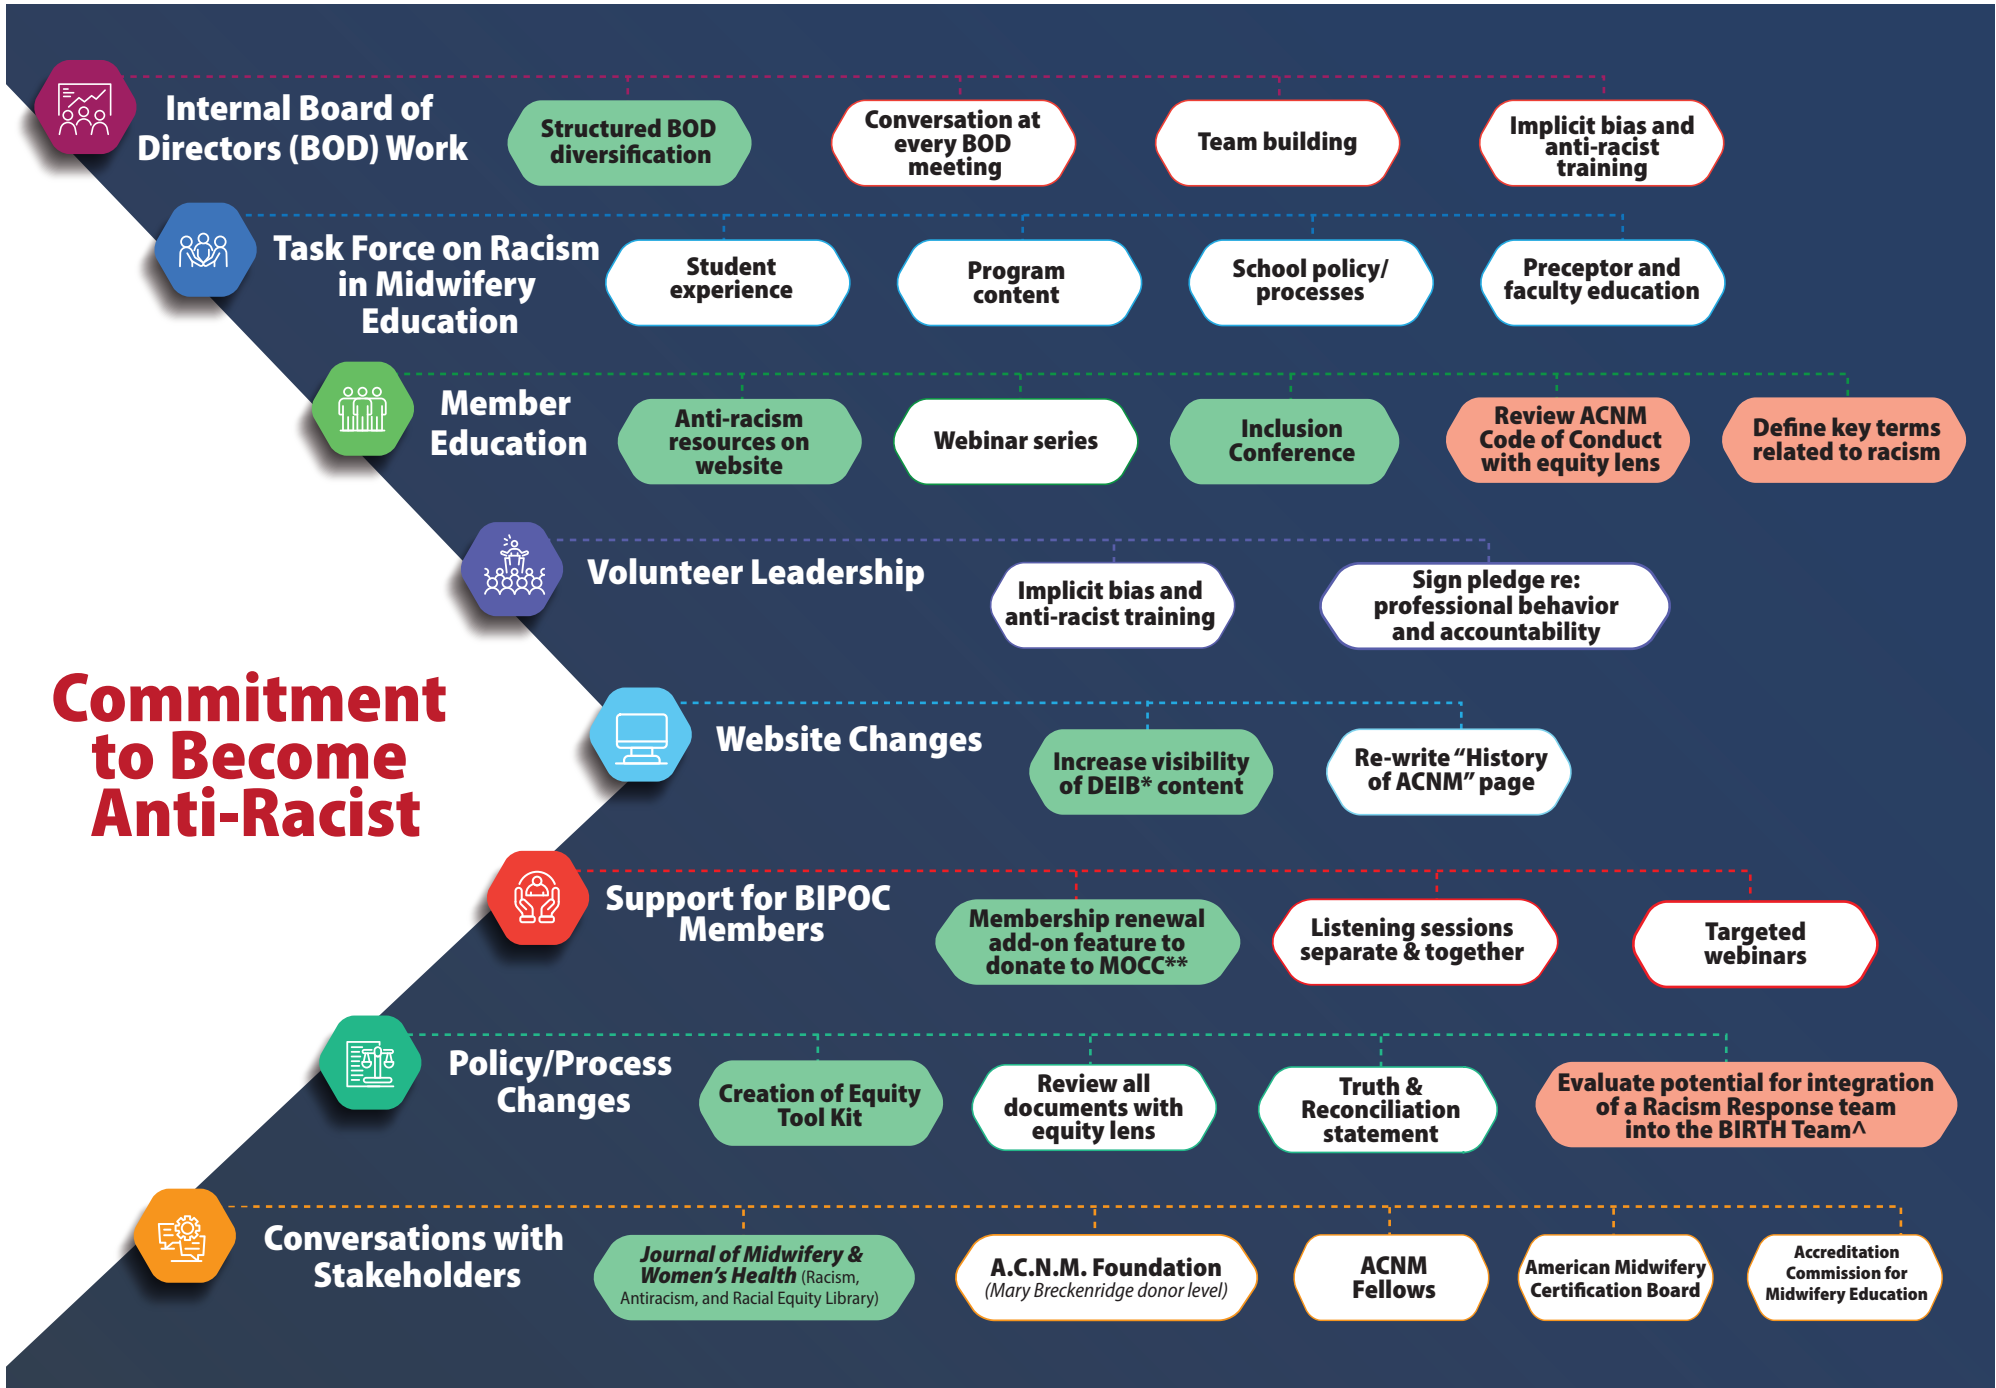 Internal Board of
Directors (BOD) Work
Structured BOD
diversification
Conversation at
every BOD
meeting
Team building
Implicit bias and
anti-racist
training
Task Force on Racism
in Midwifery
Education
Student
experience
Program
content
School policy/
processes
Preceptor and
faculty education
Member
Education
Anti-racism
resources on
website
Webinar series
Inclusion
Conference
Review ACNM
Code of Conduct
with equity lens
Define key terms
related to racism
Volunteer Leadership
Implicit bias and
anti-racist training
Sign pledge re:
professional behavior
and accountability
Commitment
to Become
Anti-Racist
Website Changes
Increase visibility
of DEIB* content
Re-write “History
of ACNM” page
Support for BIPOC
Members
Membership renewal
add-on feature to
donate to MOCC**
Listening sessions
separate & together
Targeted
webinars
Policy/Process
Changes
Creation of Equity
Tool Kit
Review all
documents with
equity lens
Truth &
Reconciliation
statement
Evaluate potential for integration
of a Racism Response team
into the BIRTH Team^
Conversations with
Stakeholders
Journal of Midwifery &
Women’s Health (Racism,
Antiracism, and Racial Equity Library)
A.C.N.M. Foundation
(Mary Breckenridge donor level)
ACNM
Fellows
American Midwifery
Certification Board
Accreditation
Commission for
Midwifery Education